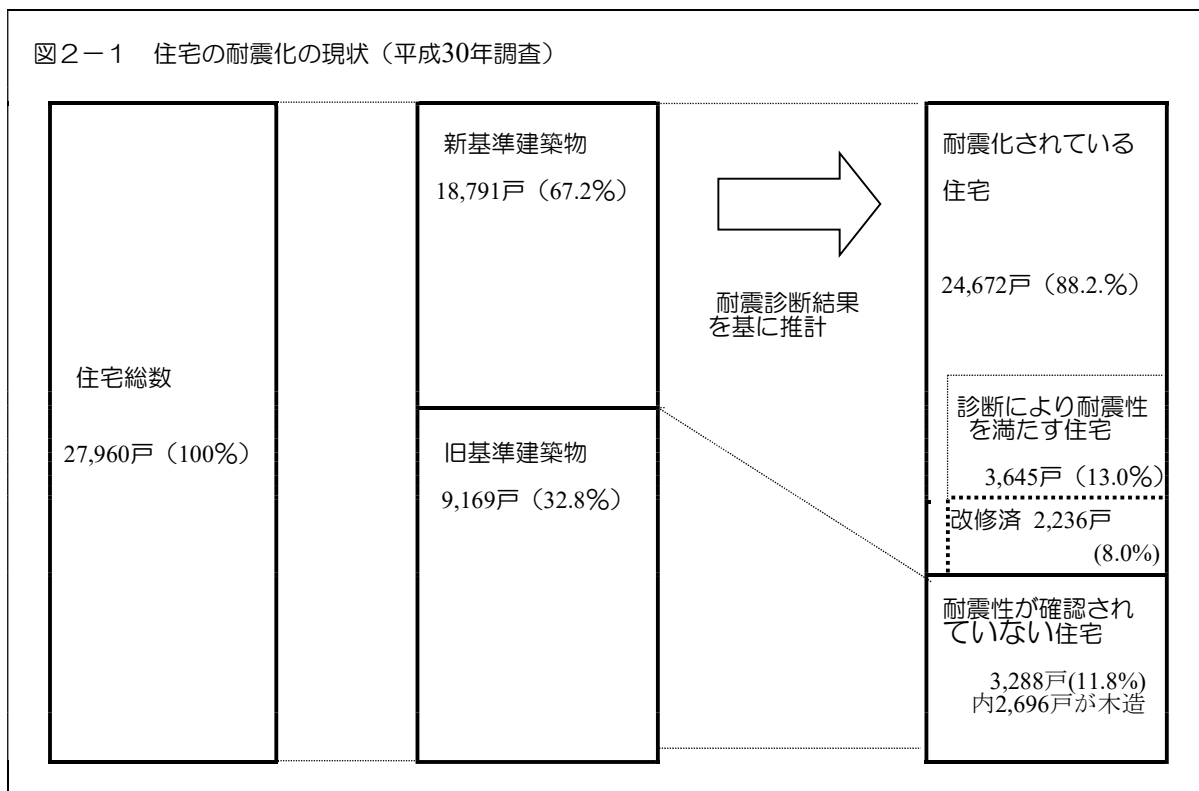 図2-1 住宅の耐震化の現状(平成30年調査)
住宅総数
27,960戸(100%)
新基準建築物
18,791戸(67.2%)
旧基準建築物
9,169戸(32.8%)
耐震診断結果
を基に推計
耐震化されている
住宅
24,672戸(88.2.%)
診断により耐震性
を満たす住宅
3,645戸(13.0%)
改修済 2,236戸
(8.0%)
耐震性が確認され
ていない住宅
3,288戸(11.8%)
内2,696戸が木造